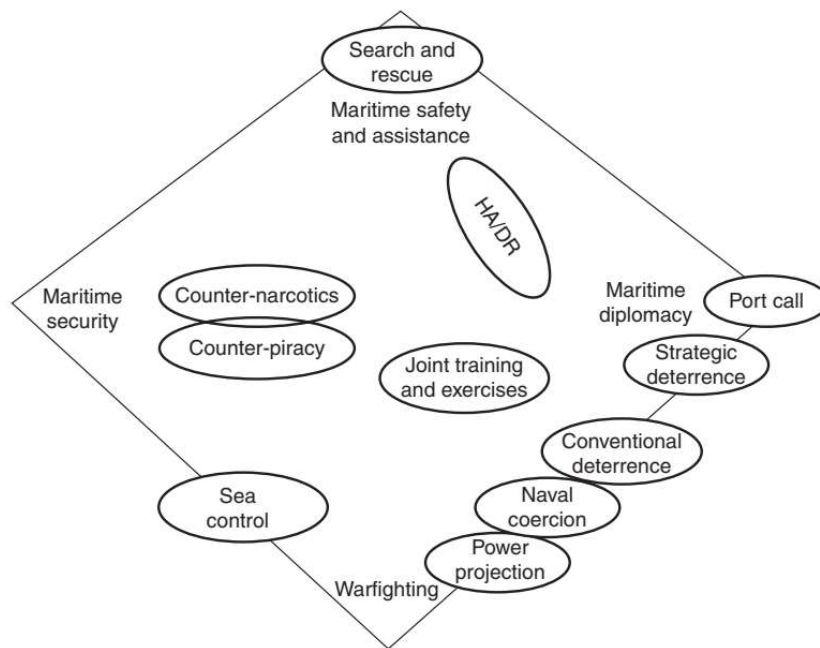 Search and
rescue
Maritime safety
and assistance
HA/DR
Maritime
security
Counter-narcotics
Counter-piracy
Maritime
diplomacy
Port call
Strategic
deterrence
Joint training
and exercises
Conventional
deterrence
Sea
control
Naval
coercion
Power
projection
Warfighting